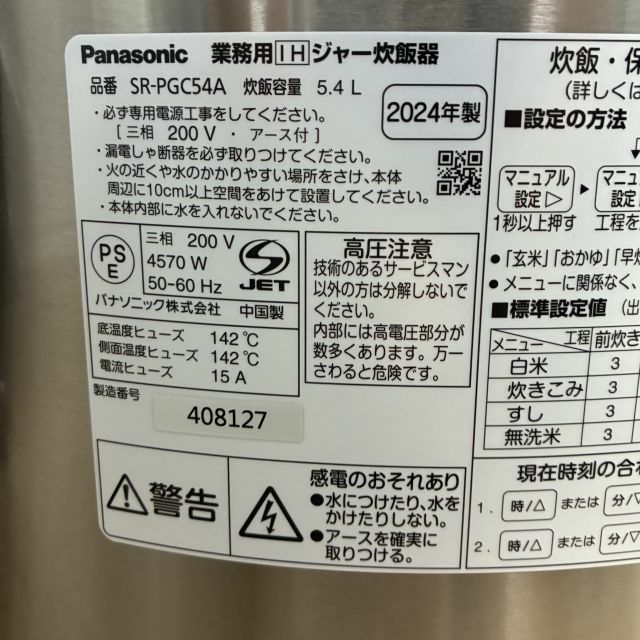 Panasonic 業務用IHジャー炊飯器
品番 SR-PGC54A 炊飯容量 5.4 L
2024年製
・必ず専用電源工事をしてください。
[三相 200 V ・ アース付]
・漏電しゃ断器を必ず取りつけてください。
・火の近くや水のかかりやすい場所をさけ、本体
周辺に10cm以上空間をあけて設置してください。
・本体内部に水を入れないでください。
PS
E
三相 200 V
4570 W
50-60 Hz
S
JET
パナソニック株式会社 中国製
底温度ヒューズ 142℃
側面温度ヒューズ 142℃
電流ヒューズ 15 A
製造番号
408127
高圧注意
技術のあるサービスマン
以外の方は分解しないで
ください。
内部には高電圧部分が
数多くあります。万一
さわると危険です。
警告
感電のおそれあり
●水につけたり、水を
かけたりしない。
●アースを確実に
取りつける。
炊飯・保
(詳しくは
■設定の方法
マニュアル
設定▷
マニュ
設定
1秒以上押す 工程を
●「玄米」「おかゆ」「早炊
●メニューに関係なく、
■標準設定値 (出
メニュー 工程 前炊き
白米 3
炊きこみ 3
すし 3
無洗米 3
現在時刻の合わ
1. 時/△ または 分/▽
2. 時/△ または 分/▽